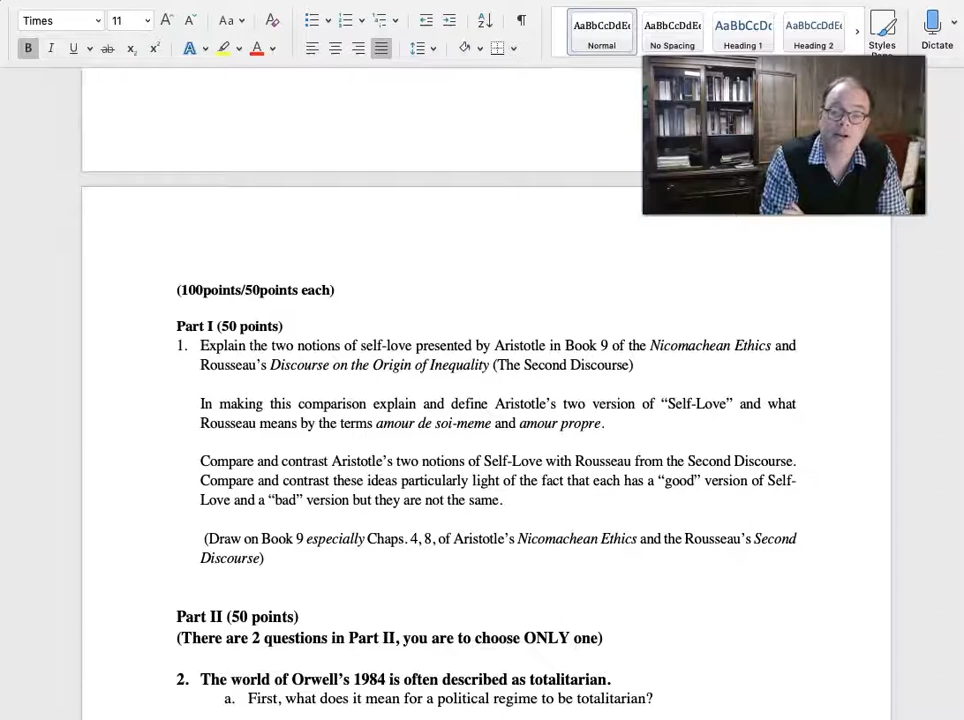 Times 11 A A Aa A
AaBbCcDdEe AaBbCcDdEe AaBbCcDc AaBbCcDdEe
Normal No Spacing Heading 1 Heading 2 Styles Dictate
B I U ab x₂ x² A A ¶
(100points/50points each)
Part I (50 points)
1. Explain the two notions of self-love presented by Aristotle in Book 9 of the Nicomachean Ethics and
Rousseau's Discourse on the Origin of Inequality (The Second Discourse)
In making this comparison explain and define Aristotle's two version of “Self-Love” and what
Rousseau means by the terms amour de soi-meme and amour propre.
Compare and contrast Aristotle's two notions of Self-Love with Rousseau from the Second Discourse.
Compare and contrast these ideas particularly light of the fact that each has a “good” version of Self-
Love and a “bad” version but they are not the same.
(Draw on Book 9 especially Chaps. 4, 8, of Aristotle's Nicomachean Ethics and the Rousseau's Second
Discourse)
Part II (50 points)
(There are 2 questions in Part II, you are to choose ONLY one)
2. The world of Orwell's 1984 is often described as totalitarian.
a. First, what does it mean for a political regime to be totalitarian?